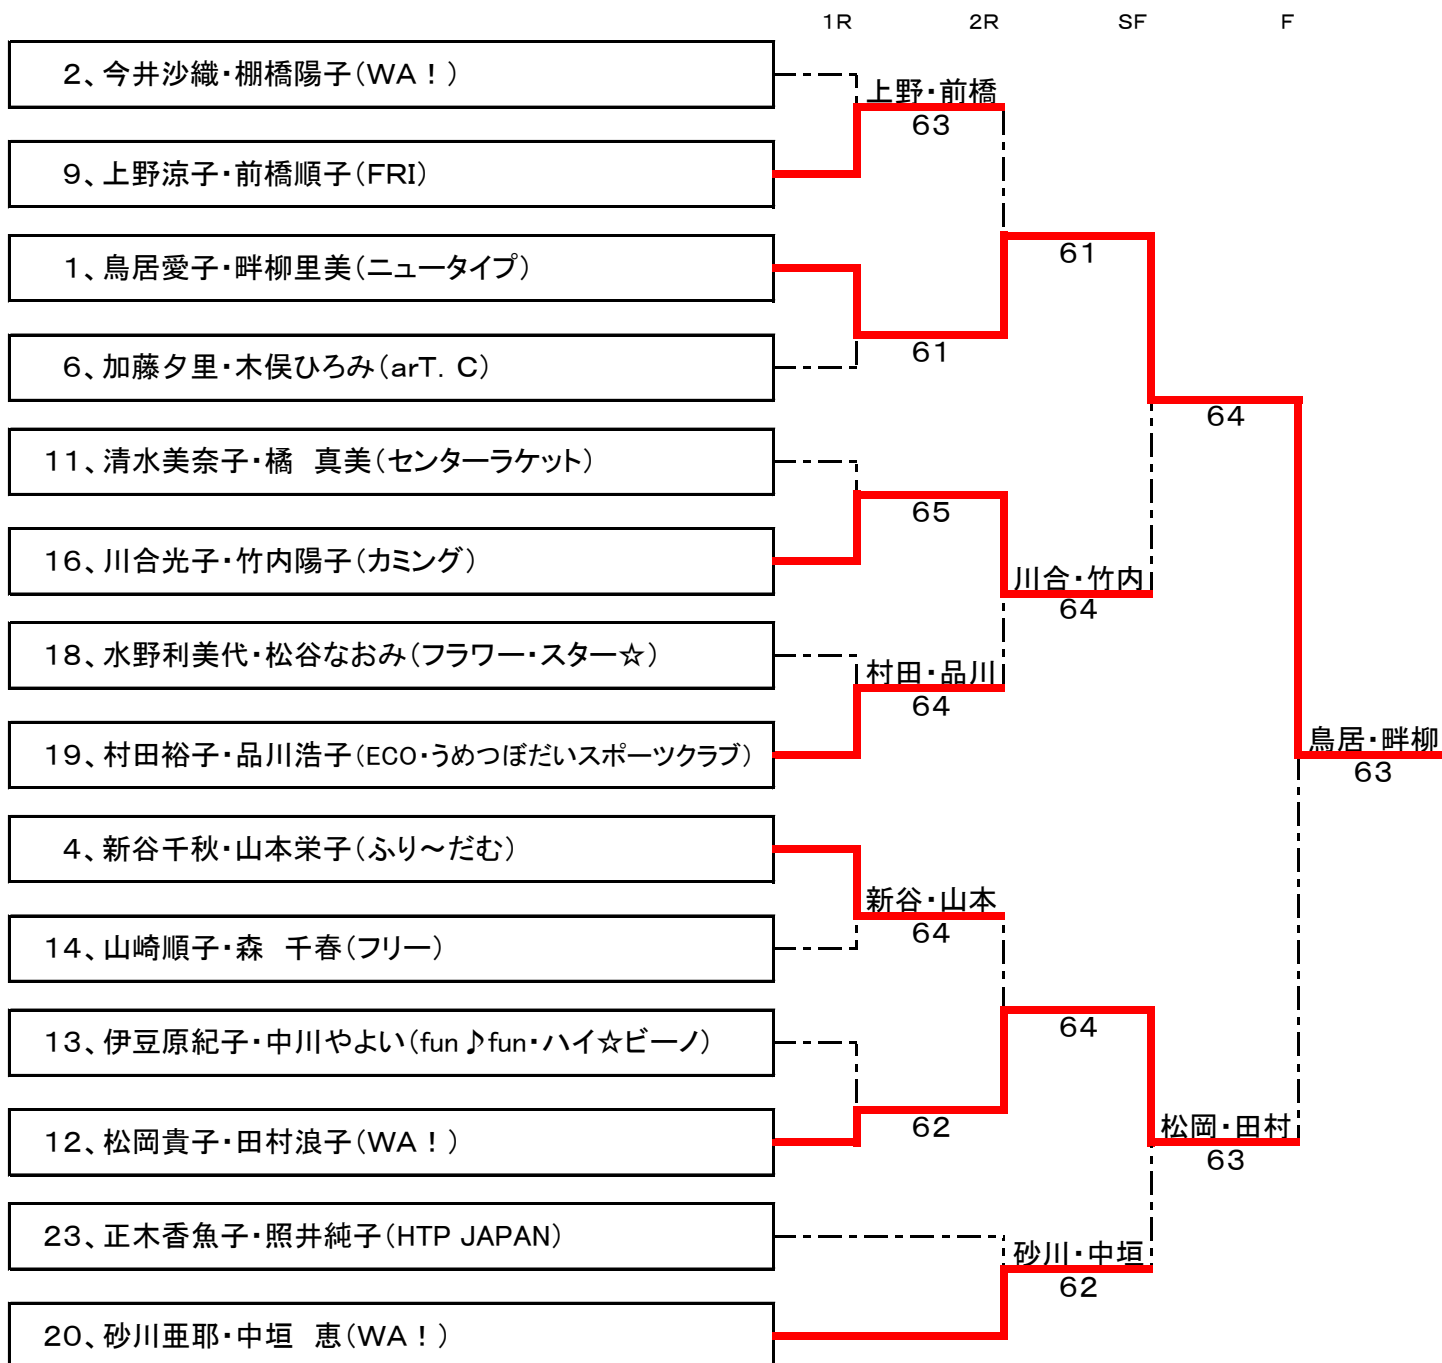 1R 2R SF F
2、今井沙織・棚橋陽子(WA!)
上野・前橋
63
9、上野涼子・前橋順子(FRI)
1、鳥居愛子・畔柳里美(ニュータイプ)
61
61
6、加藤夕里・木俣ひろみ(arT.C)
64
11、清水美奈子・橘 真美(センターラケット)
65
16、川合光子・竹内陽子(カミング)
川合・竹内
64
18、水野利美代・松谷なおみ(フラワー・スター☆)
村田・品川
64
19、村田裕子・品川浩子(ECO・うめつぼだいスポーツクラブ)
鳥居・畔柳
63
4、新谷千秋・山本栄子(ふり~だむ)
新谷・山本
64
14、山崎順子・森 千春(フリー)
13、伊豆原紀子・中川やよい(fun♪fun・ハイ☆ビーノ)
64
62
12、松岡貴子・田村浪子(WA!)
松岡・田村
63
23、正木香魚子・照井純子(HTP JAPAN)
砂川・中垣
62
20、砂川亜耶・中垣 恵(WA!)